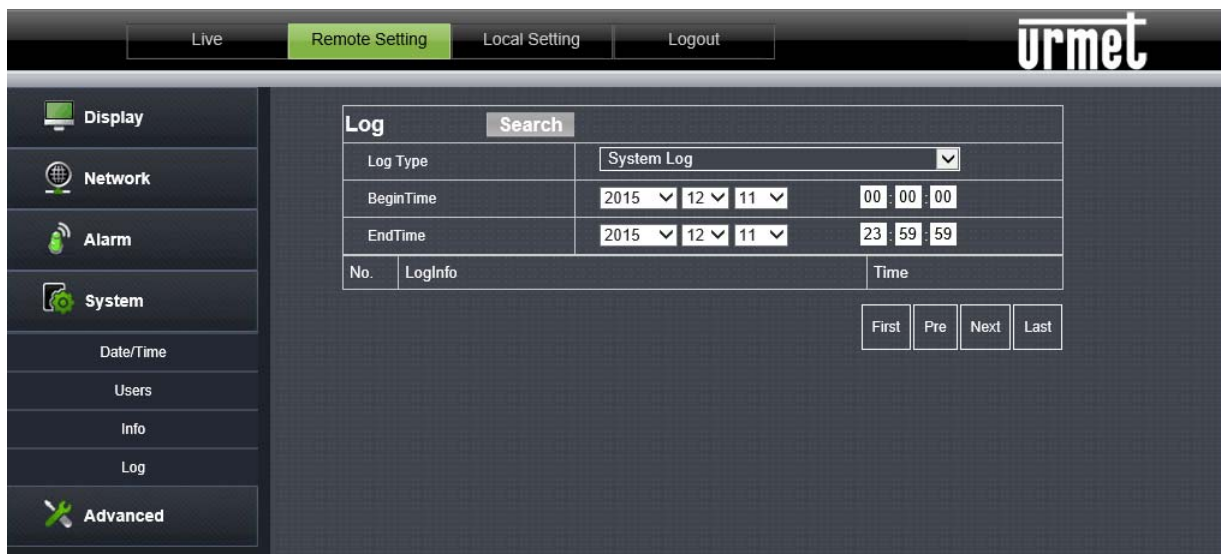 Live Remote Setting Local Setting Logout urmet
Display
Network
Alarm
System
Date/Time
Users
Info
Log
Advanced
Log Search
Log Type System Log
BeginTime 2015 12 11 00 : 00 : 00
EndTime 2015 12 11 23 : 59 : 59
No. LogInfo Time
First Pre Next Last